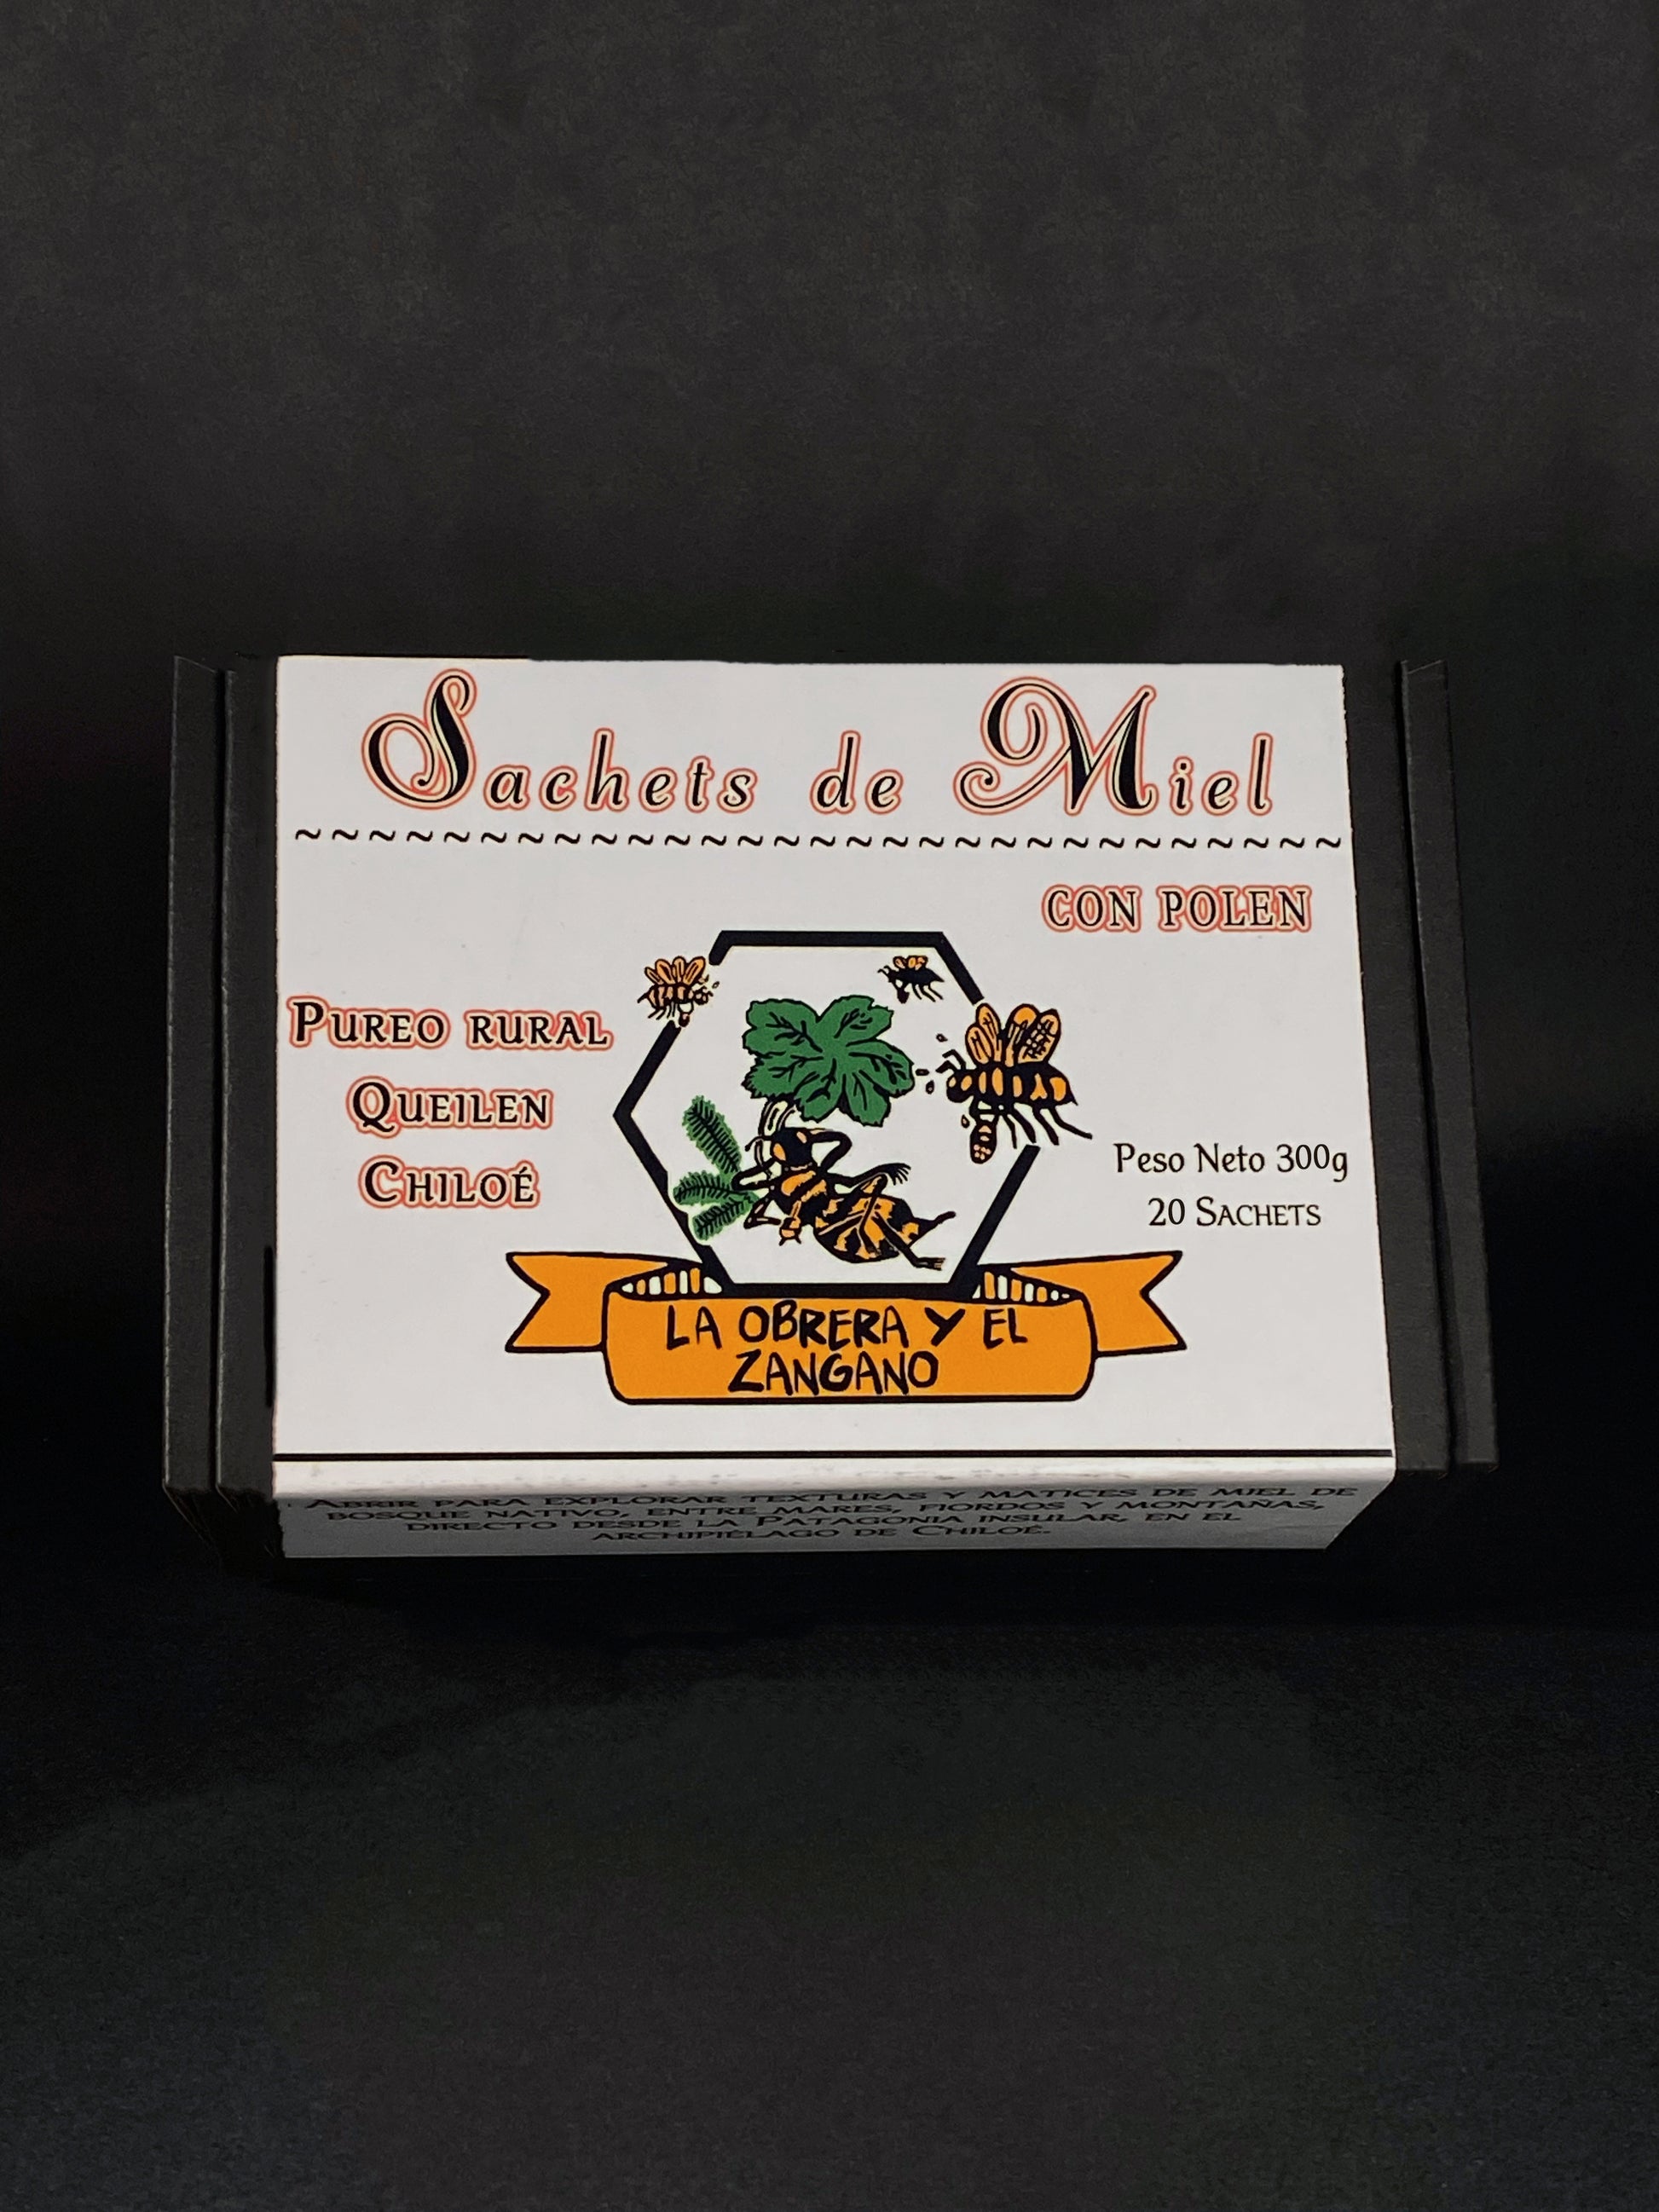 Sachets de Miel
~~~~~~~~~~~~~~~~~~~~~~~~~~~~~
CON POLEN
PUREO RURAL
QUEILEN
CHILOÉ
Peso Neto 300g
20 SACHETS
LA OBRERA Y EL
ZANGANO
ABRIR PARA EXPLORAR TEXTURAS Y MATICES DE MIEL DE
BOSQUE NATIVO, ENTRE MARES, FIORDOS Y MONTAÑAS,
DIRECTO DESDE LA PATAGONIA INSULAR, EN EL
ARCHIPIÉLAGO DE CHILOÉ.